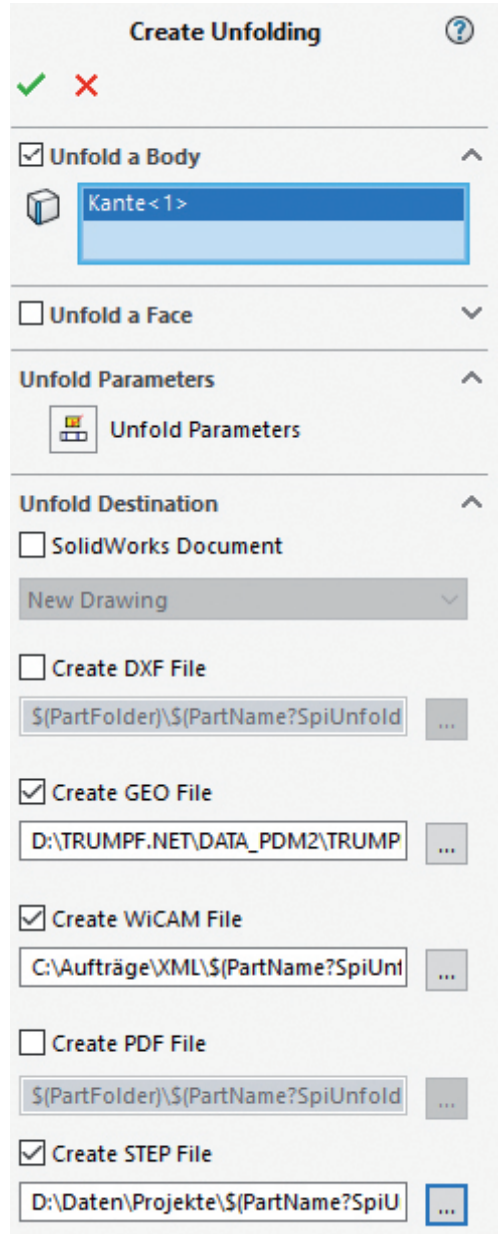 Create Unfolding
Unfold a Body
Kante<1>
Unfold a Face
Unfold Parameters
Unfold Parameters
Unfold Destination
SolidWorks Document
New Drawing
Create DXF File
$(PartFolder)\$(PartName?SpiUnfold ...
Create GEO File
D:\TRUMPF.NET\DATA_PDM2\TRUMP ...
Create WiCAM File
C:\Aufträge\XML\$(PartName?SpiUnf ...
Create PDF File
$(PartFolder)\$(PartName?SpiUnfold ...
Create STEP File
D:\Daten\Projekte\$(PartName?SpiU ...